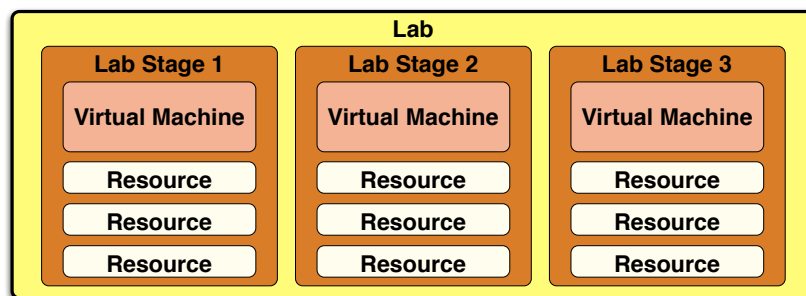 Lab
Lab Stage 1
Virtual Machine
Resource
Resource
Resource
Lab Stage 2
Virtual Machine
Resource
Resource
Resource
Lab Stage 3
Virtual Machine
Resource
Resource
Resource